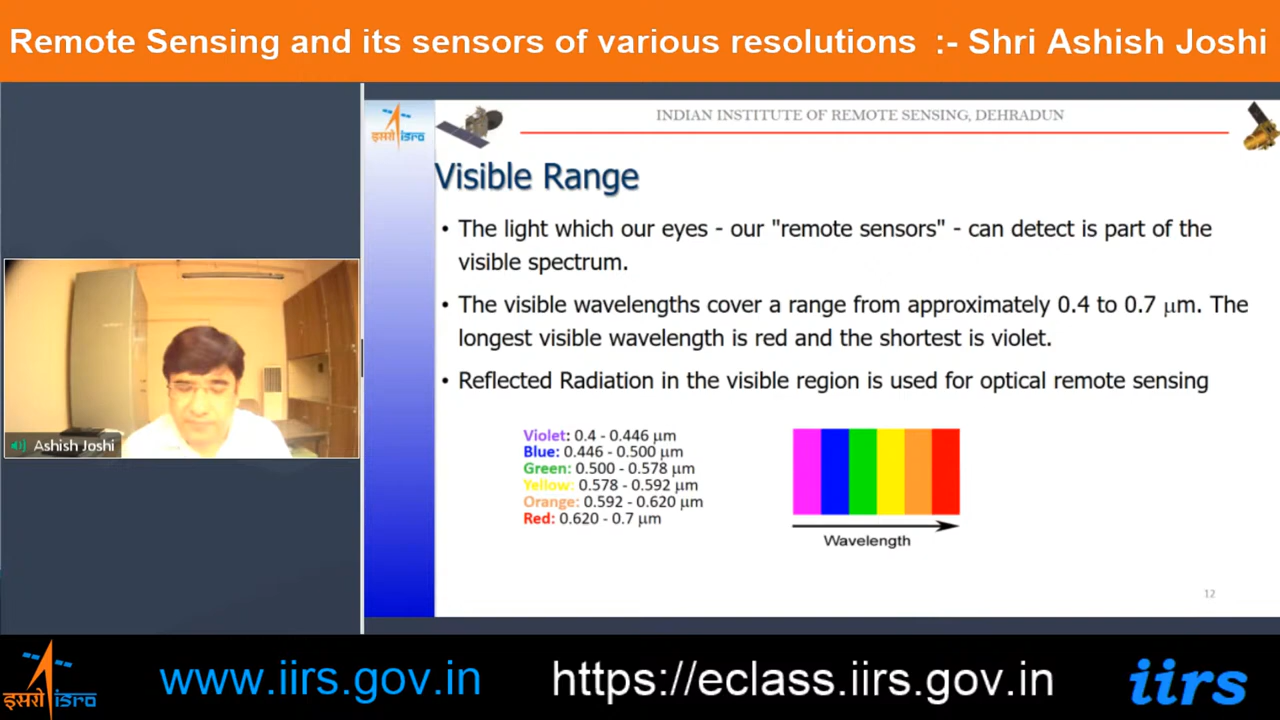 Remote Sensing and its sensors of various resolutions :- Shri Ashish Joshi
इसरो isro
INDIAN INSTITUTE OF REMOTE SENSING, DEHRADUN
Visible Range
• The light which our eyes - our "remote sensors" - can detect is part of the
visible spectrum.
• The visible wavelengths cover a range from approximately 0.4 to 0.7 μm. The
longest visible wavelength is red and the shortest is violet.
• Reflected Radiation in the visible region is used for optical remote sensing
Violet: 0.4 - 0.446 μm
Blue: 0.446 - 0.500 μm
Green: 0.500 - 0.578 μm
Yellow: 0.578 - 0.592 μm
Orange: 0.592 - 0.620 μm
Red: 0.620 - 0.7 μm
Wavelength
12
Ashish Joshi
इसरो isro
www.iirs.gov.in
https://eclass.iirs.gov.in
iirs